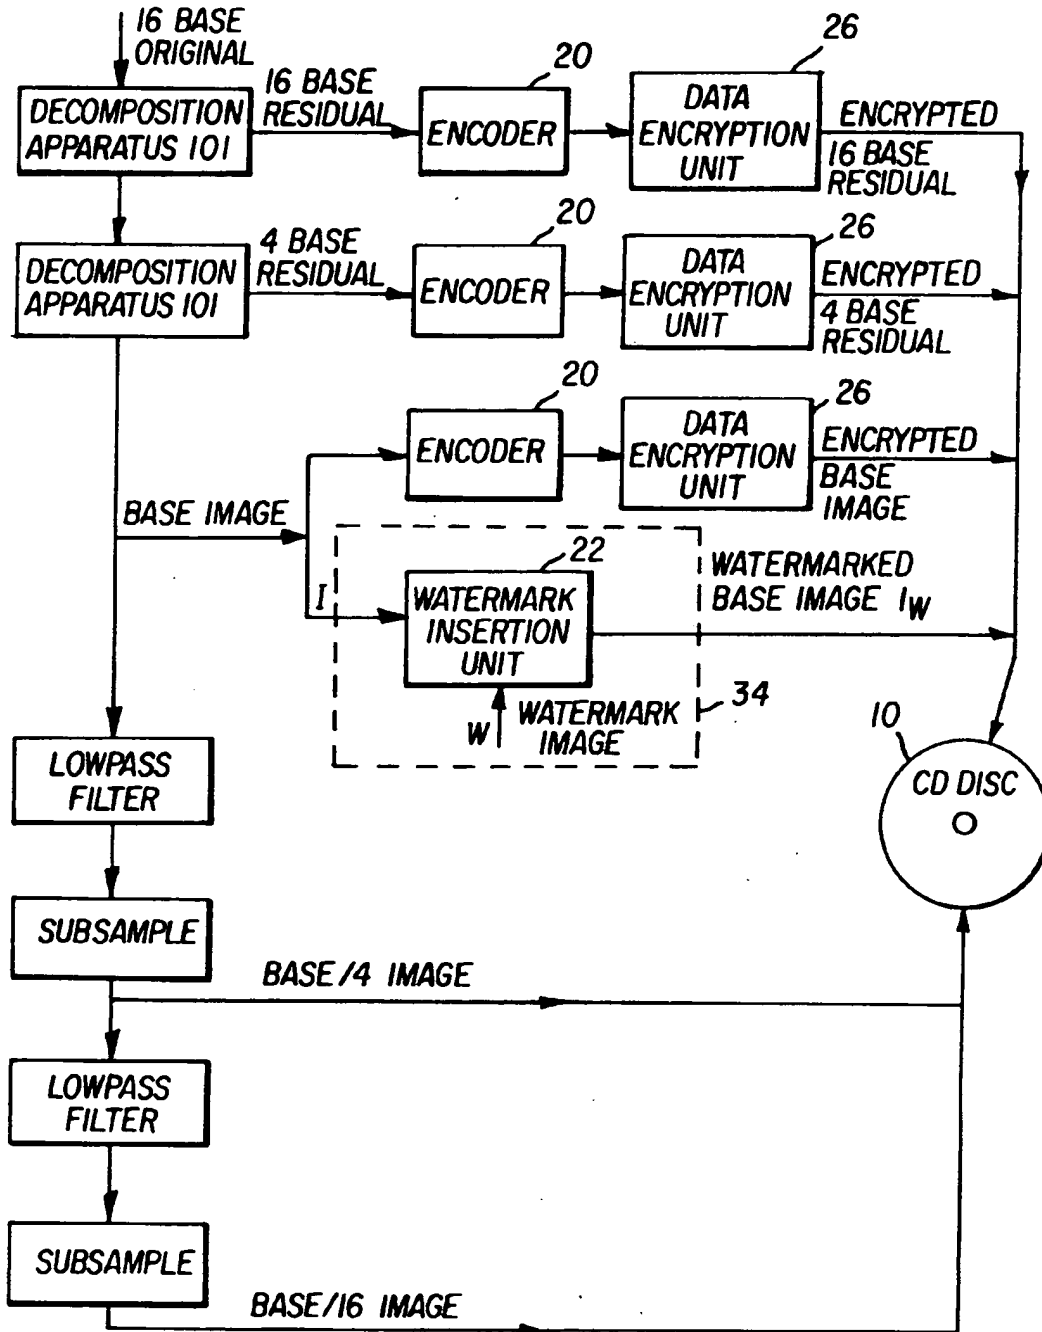 16 BASE
ORIGINAL
DECOMPOSITION
APPARATUS 101
16 BASE
RESIDUAL
20
ENCODER
26
DATA
ENCRYPTION
UNIT
ENCRYPTED
16 BASE
RESIDUAL
DECOMPOSITION
APPARATUS 101
4 BASE
RESIDUAL
20
ENCODER
26
DATA
ENCRYPTION
UNIT
ENCRYPTED
4 BASE
RESIDUAL
20
ENCODER
26
DATA
ENCRYPTION
UNIT
ENCRYPTED
BASE
IMAGE
BASE IMAGE
I
22
WATERMARK
INSERTION
UNIT
WATERMARKED
BASE IMAGE IW
W
WATERMARK
IMAGE
34
10
CD DISC
LOWPASS
FILTER
SUBSAMPLE
BASE/4 IMAGE
LOWPASS
FILTER
SUBSAMPLE
BASE/16 IMAGE